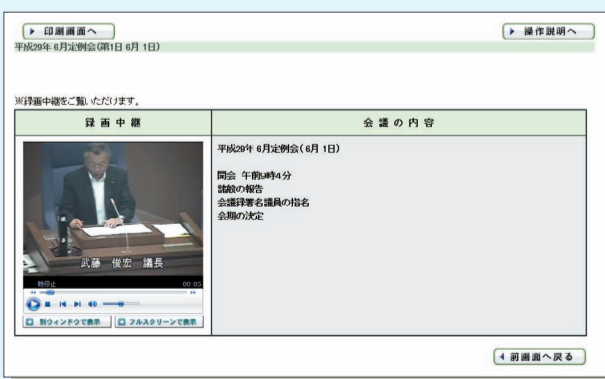 印刷画面へ
操作説明へ
平成29年 6月定例会(第1日 6月 1日)
※録画中継をご覧いただけます。
録画中継
会議の内容
平成29年 6月定例会( 6月 1日)
開会 午前9時4分
諸般の報告
会議録署名議員の指名
会期の決定
武藤 俊宏 議長
時停止
00:05
別ウィンドウで表示
フルスクリーンで表示
前画面へ戻る